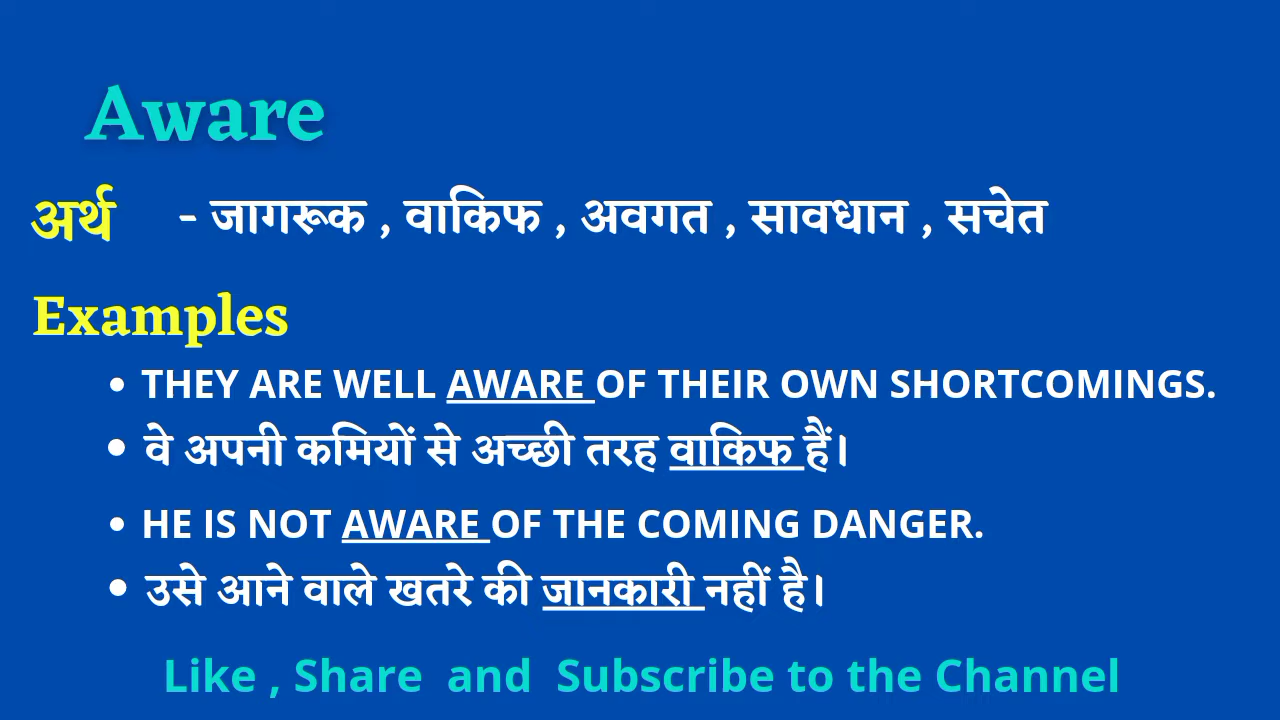 Aware
अर्थ - जागरूक , वाकिफ , अवगत , सावधान , सचेत
Examples
• THEY ARE WELL AWARE OF THEIR OWN SHORTCOMINGS.
• वे अपनी कमियों से अच्छी तरह वाकिफ हैं।
• HE IS NOT AWARE OF THE COMING DANGER.
• उसे आने वाले खतरे की जानकारी नहीं है।
Like , Share and Subscribe to the Channel